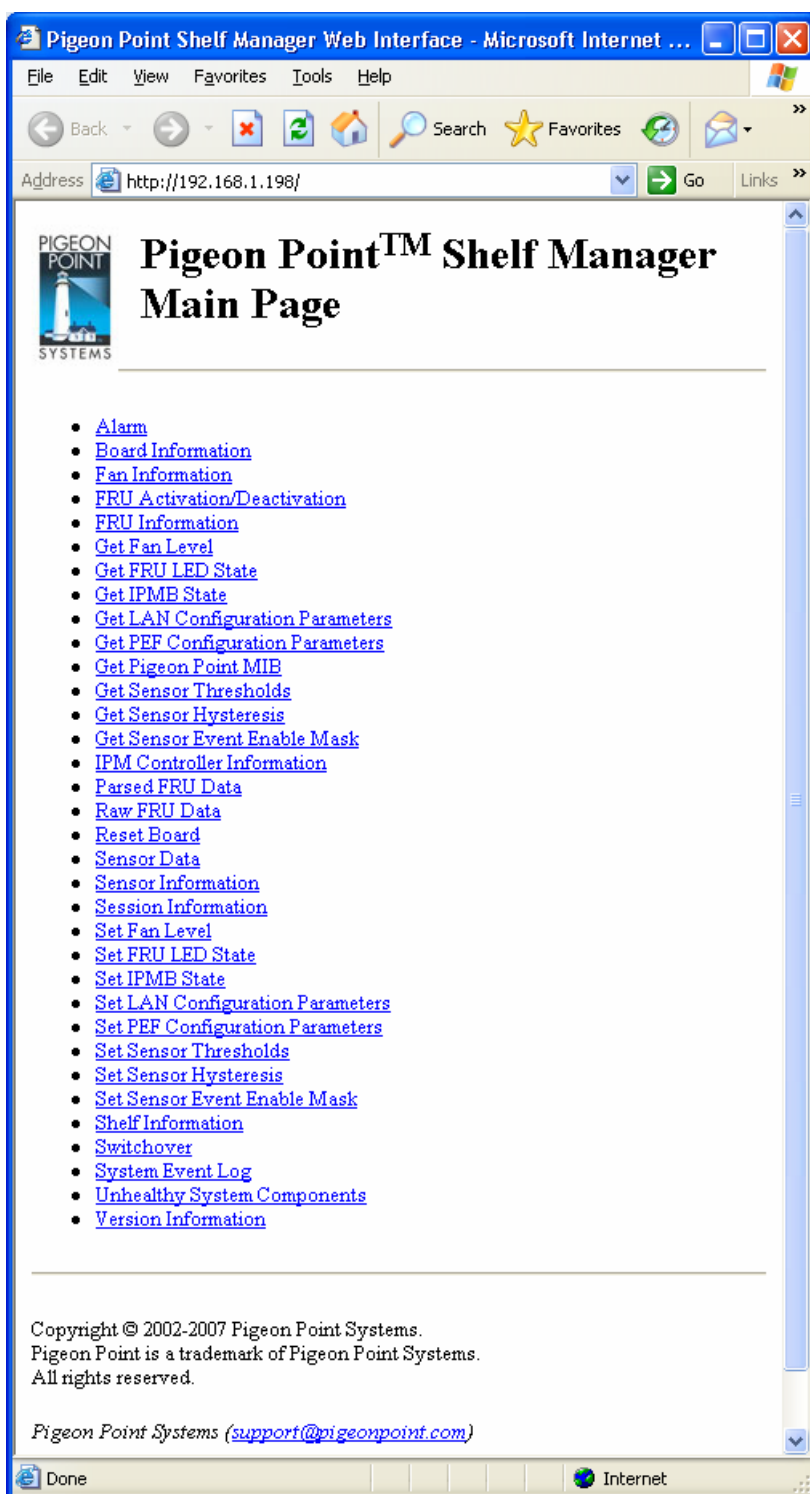 Pigeon Point Shelf Manager Web Interface - Microsoft Internet ...
File Edit View Favorites Tools Help
Back Search Favorites »
Address http://192.168.1.198/ Go Links »
PIGEON
POINT
SYSTEMS
Pigeon Point™ Shelf Manager
Main Page
• Alarm
• Board Information
• Fan Information
• FRU Activation/Deactivation
• FRU Information
• Get Fan Level
• Get FRU LED State
• Get IPMB State
• Get LAN Configuration Parameters
• Get PEF Configuration Parameters
• Get Pigeon Point MIB
• Get Sensor Thresholds
• Get Sensor Hysteresis
• Get Sensor Event Enable Mask
• IPM Controller Information
• Parsed FRU Data
• Raw FRU Data
• Reset Board
• Sensor Data
• Sensor Information
• Session Information
• Set Fan Level
• Set FRU LED State
• Set IPMB State
• Set LAN Configuration Parameters
• Set PEF Configuration Parameters
• Set Sensor Thresholds
• Set Sensor Hysteresis
• Set Sensor Event Enable Mask
• Shelf Information
• Switchover
• System Event Log
• Unhealthy System Components
• Version Information
Copyright © 2002-2007 Pigeon Point Systems.
Pigeon Point is a trademark of Pigeon Point Systems.
All rights reserved.
Pigeon Point Systems (support@pigeonpoint.com)
Done Internet